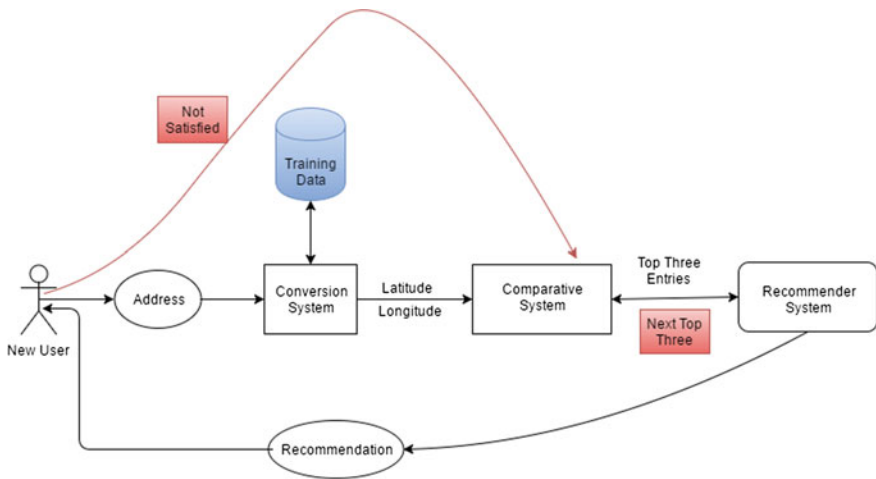 Not
Satisfied
Training
Data
New User
Address
Conversion
System
Latitude
Longitude
Comparative
System
Top Three
Entries
Next Top
Three
Recommender
System
Recommendation